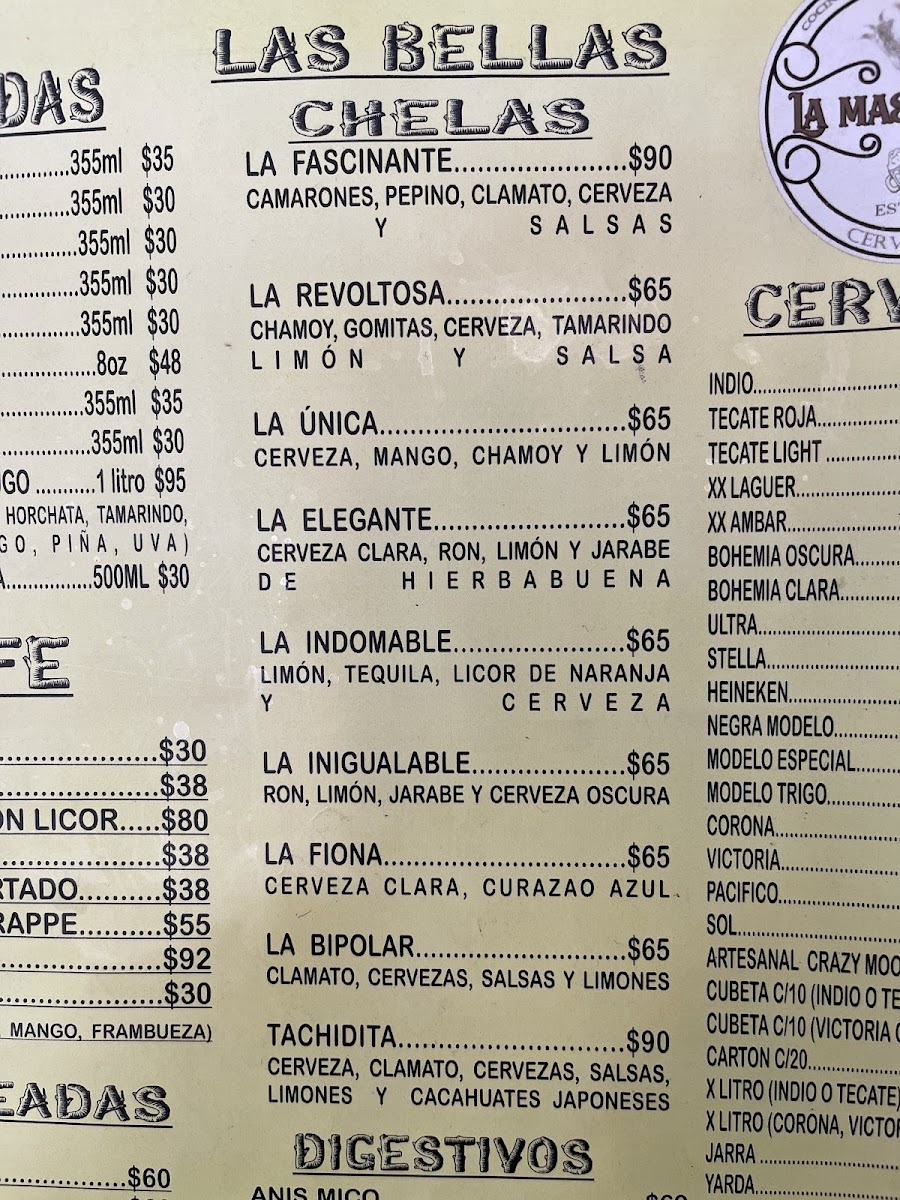 DAS
355ml $35
355ml $30
355ml $30
355ml $30
355ml $30
8oz $48
355ml $35
355ml $30
1 litro $95
HORCHATA, TAMARINDO,
PIÑA, UVA)
500ML $30
$30
$38
LICOR.....$80
$38
$38
$55
$92
$30
, MANGO, FRAMBUEZA)
$60
LAS BELLAS
CHELAS
LA FASCINANTE..........................$90
CAMARONES, PEPINO, CLAMATO, CERVEZA
Y SALSAS
LA REVOLTOSA........................$65
CHAMOY, GOMITAS, CERVEZA, TAMARINDO
LIMÓN Y SALSA
LA ÚNICA.................................$65
CERVEZA, MANGO, CHAMOY Y LIMÓN
LA ELEGANTE..........................$65
CERVEZA CLARA, RON, LIMÓN Y JARABE
DE HIERBABUENA
LA INDOMABLE.......................$65
LIMÓN, TEQUILA, LICOR DE NARANJA
Y CERVEZA
LA INIGUALABLE.....................$65
RON, LIMÓN, JARABE Y CERVEZA OSCURA
LA FIONA................................$65
CERVEZA CLARA, CURAZAO AZUL
LA BIPOLAR............................$65
CLAMATO, CERVEZAS, SALSAS Y LIMONES
TACHIDITA..............................$90
CERVEZA, CLAMATO, CERVEZAS, SALSAS,
LIMONES Y CACAHUATES JAPONESES
DIGESTIVOS
ANIS MICO
LA
CERV
INDIO
TECATE ROJA
TECATE LIGHT
XX LAGUER
XX AMBAR
BOHEMIA OSCURA
BOHEMIA CLARA
ULTRA
STELLA
HEINEKEN
NEGRA MODELO
MODELO ESPECIAL
MODELO TRIGO
CORONA
VICTORIA
PACIFICO
SOL
ARTESANAL CRAZY
CUBETA C/10 (INDIO O
CUBETA C/10 (VICTORIA
CARTON C/20
X LITRO (INDIO O TECATE)
X LITRO (CORONA,
JARRA
YARDA